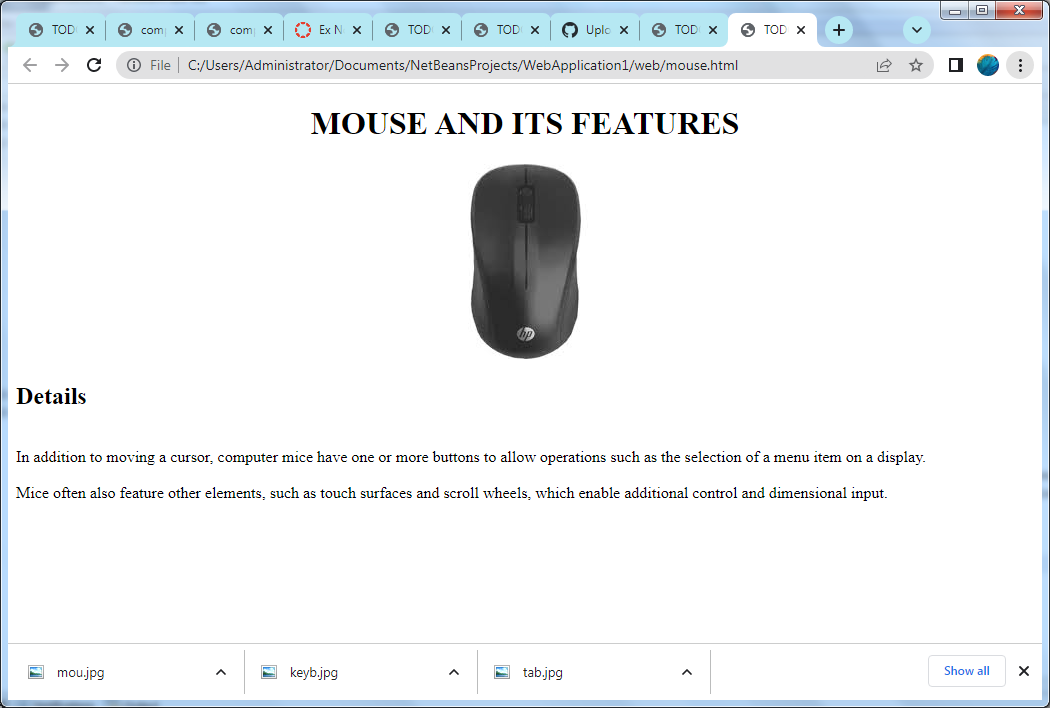 TOD
com
com
Ex N
TOD
TOD
Uplo
TOD
TOD
File
C:/Users/Administrator/Documents/NetBeansProjects/WebApplication1/web/mouse.html
MOUSE AND ITS FEATURES
hp
Details
In addition to moving a cursor, computer mice have one or more buttons to allow operations such as the selection of a menu item on a display.
Mice often also feature other elements, such as touch surfaces and scroll wheels, which enable additional control and dimensional input.
mou.jpg
keyb.jpg
tab.jpg
Show all